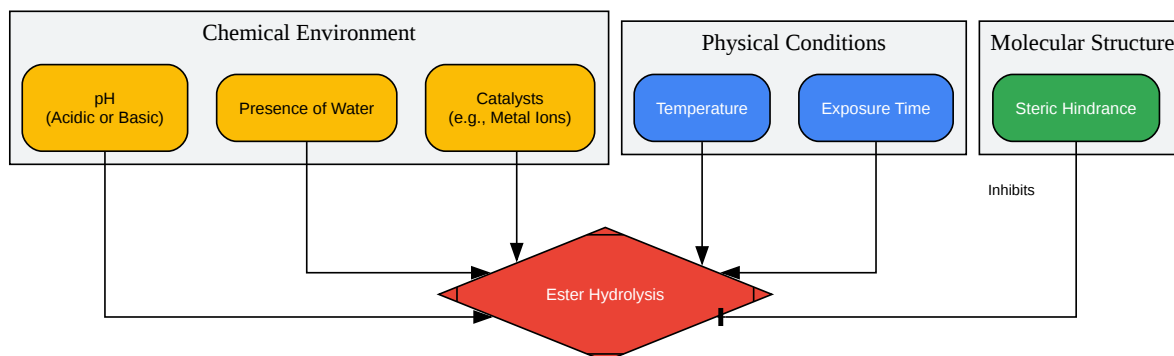 Chemical Environment
Physical Conditions
Molecular Structure
pH
(Acidic or Basic)
Presence of Water
Catalysts
(e.g., Metal Ions)
Temperature
Exposure Time
Steric Hindrance
Inhibits
Ester Hydrolysis